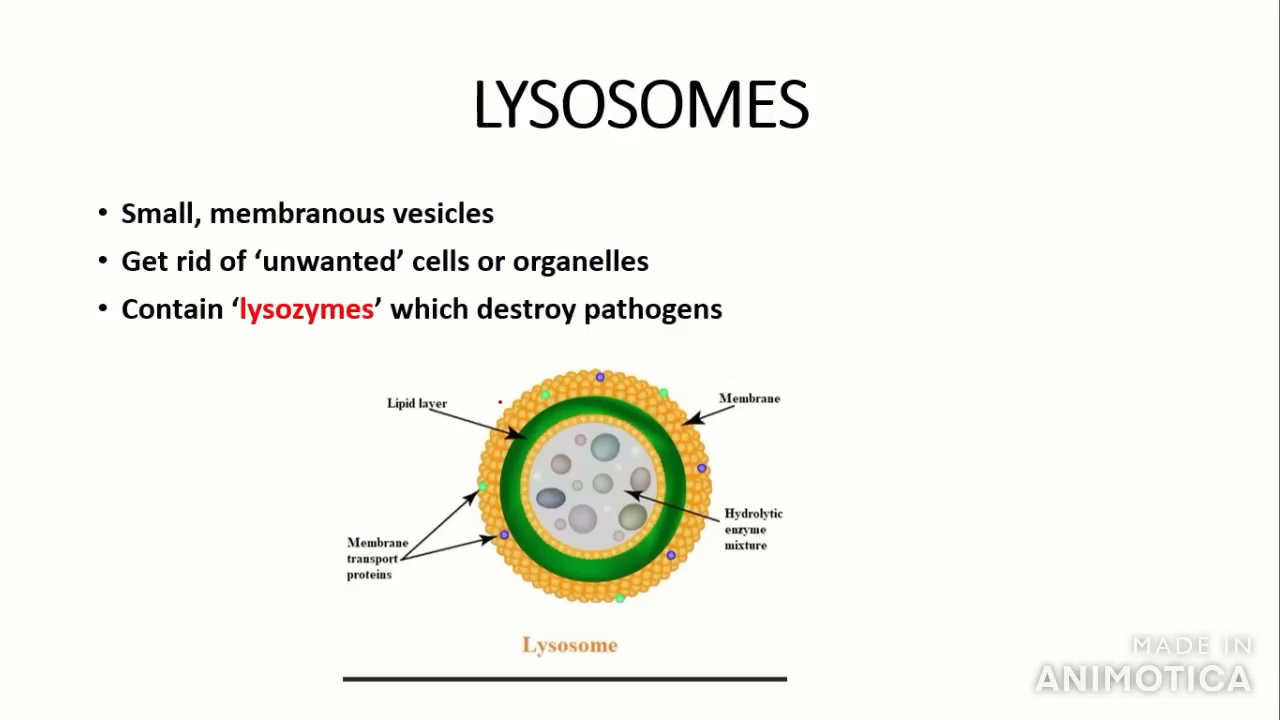 LYSOSOMES
• Small, membranous vesicles
• Get rid of ‘unwanted’ cells or organelles
• Contain ‘lysozymes’ which destroy pathogens
Lipid layer
Membrane
Membrane
transport
proteins
Hydrolytic
enzyme
mixture
Lysosome
MADE IN
ANIMOTICA